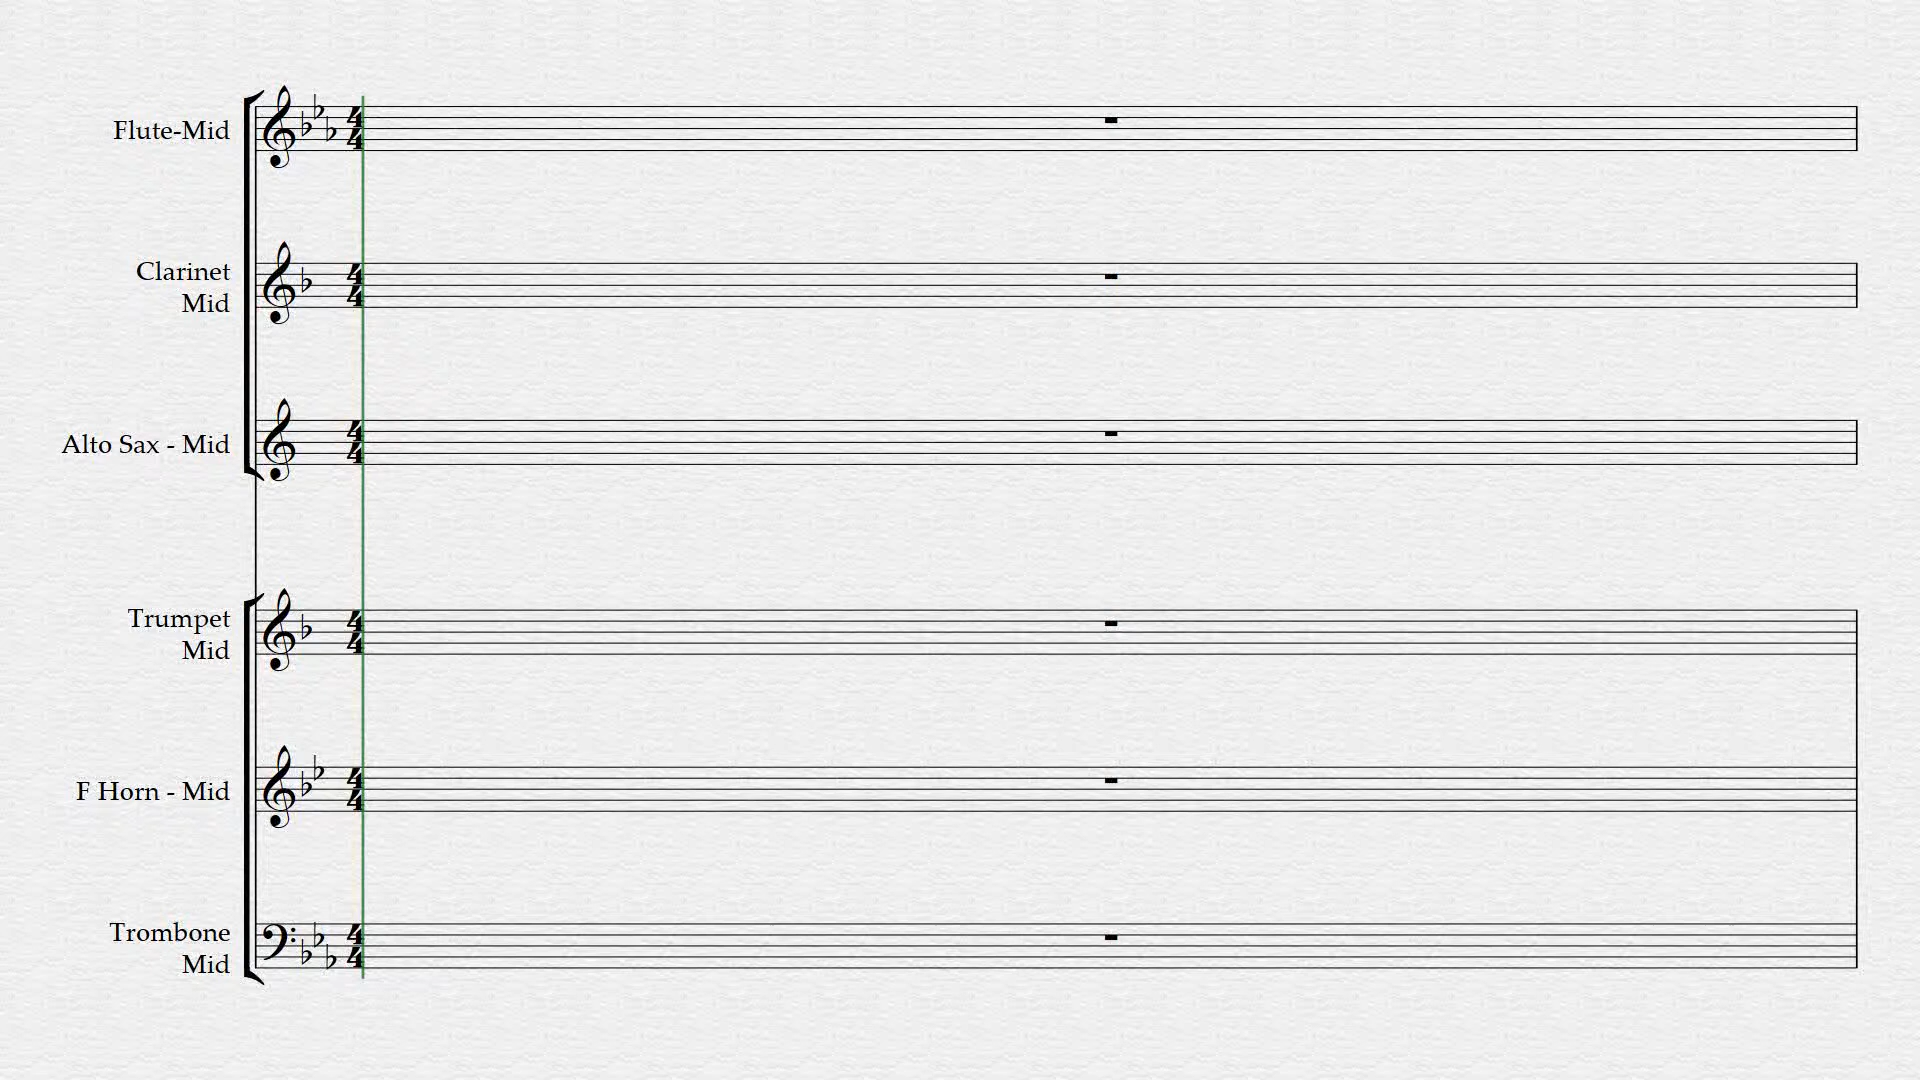 Flute-Mid
Clarinet
Mid
Alto Sax - Mid
Trumpet
Mid
F Horn - Mid
Trombone
Mid